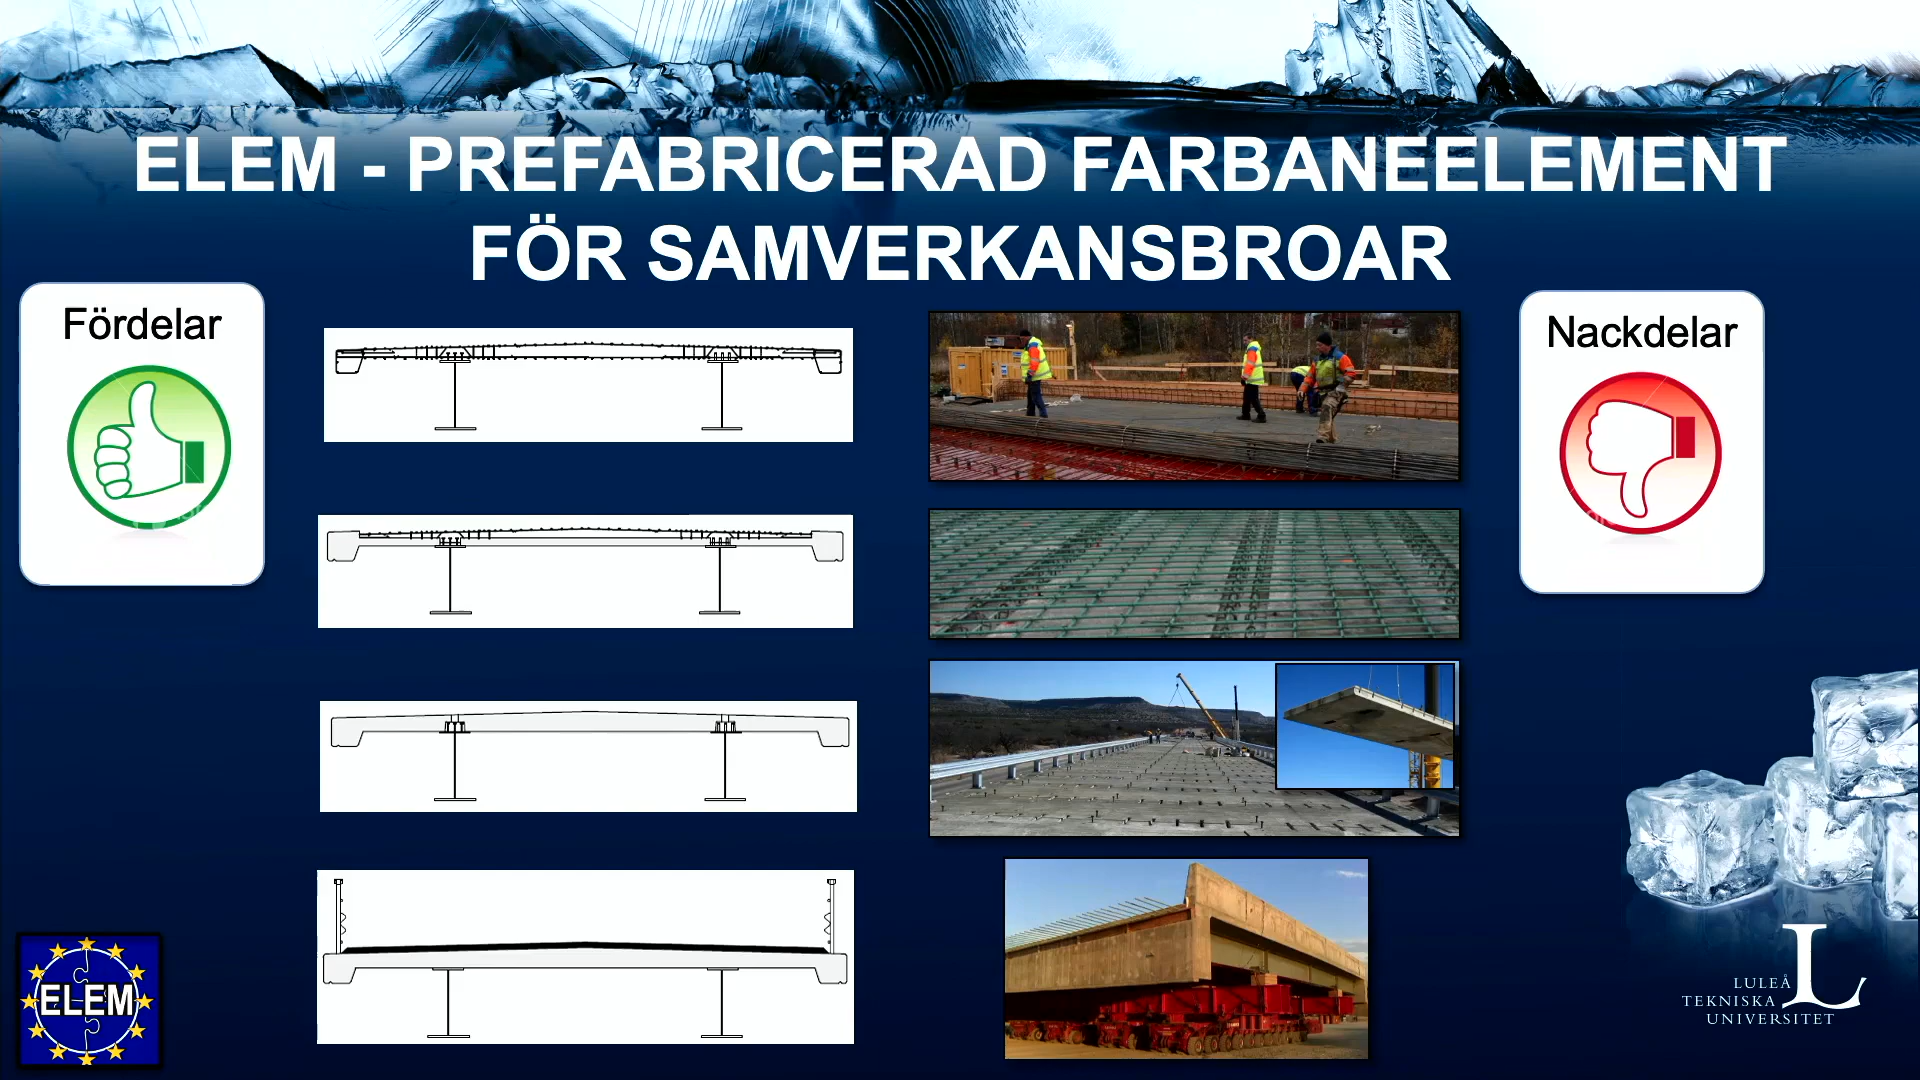 ELEM - PREFABRICERAD FARBANEELEMENT
FÖR SAMVERKANSBROAR
Fördelar
Nackdelar
ELEM
LULEÅ
TEKNISKA
UNIVERSITET
L